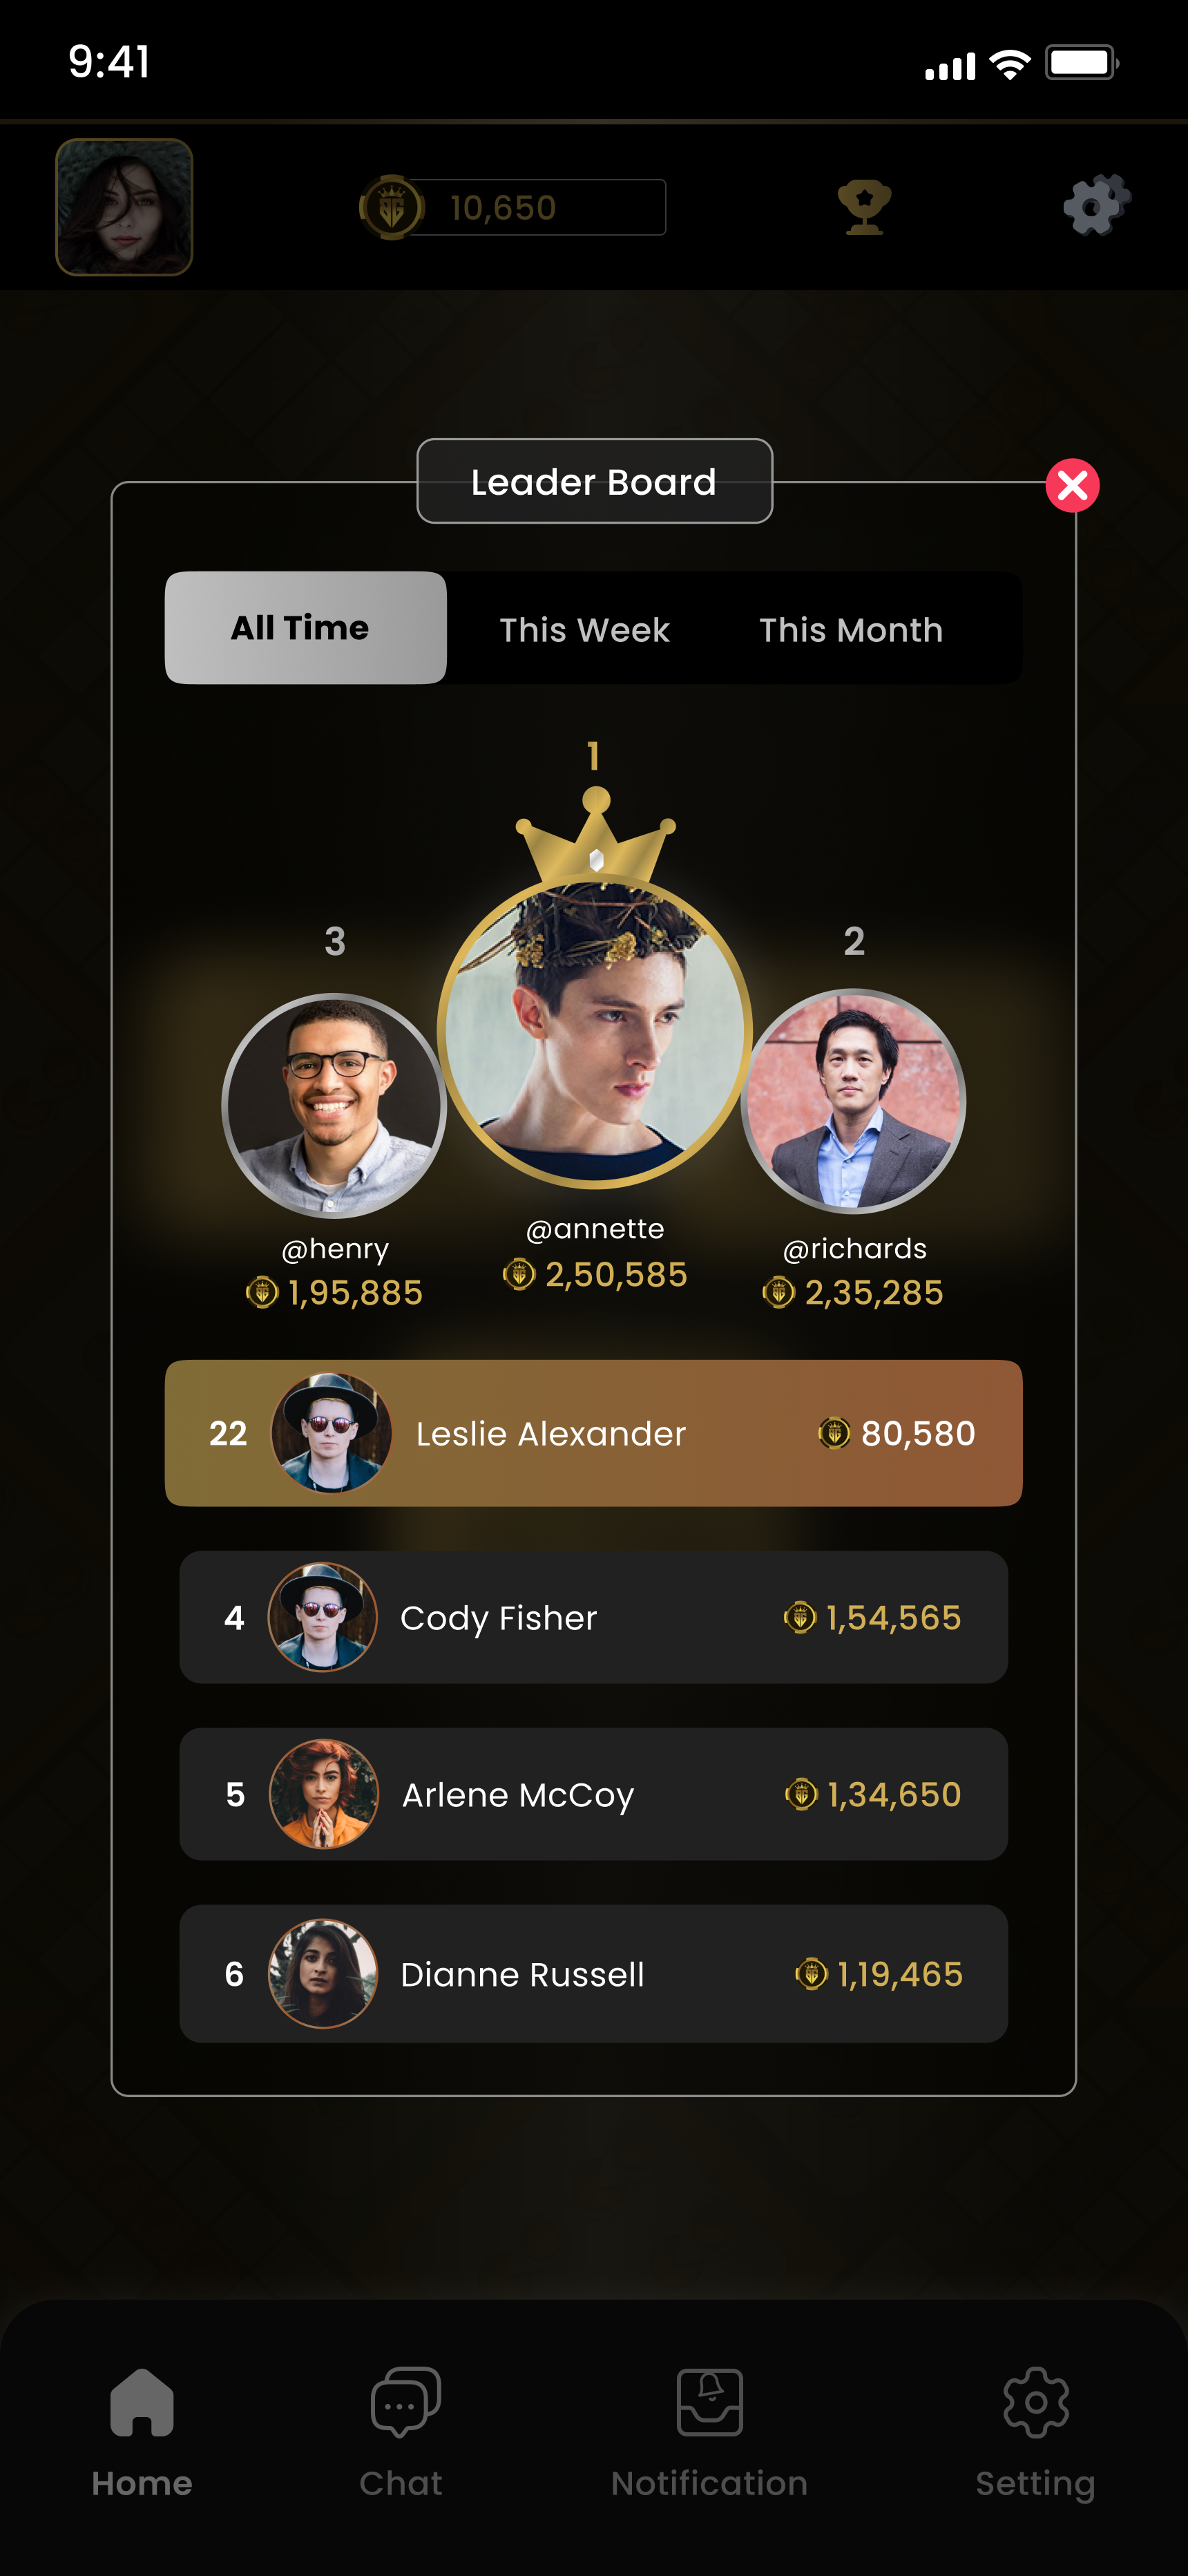 9:41
10,650
Leader Board
All Time This Week This Month
1
3
2
@henry
@annette
@richards
1,95,885
2,50,585
2,35,285
22 Leslie Alexander 80,580
4 Cody Fisher 1,54,565
5 Arlene McCoy 1,34,650
6 Dianne Russell 1,19,465
Home Chat Notification Setting